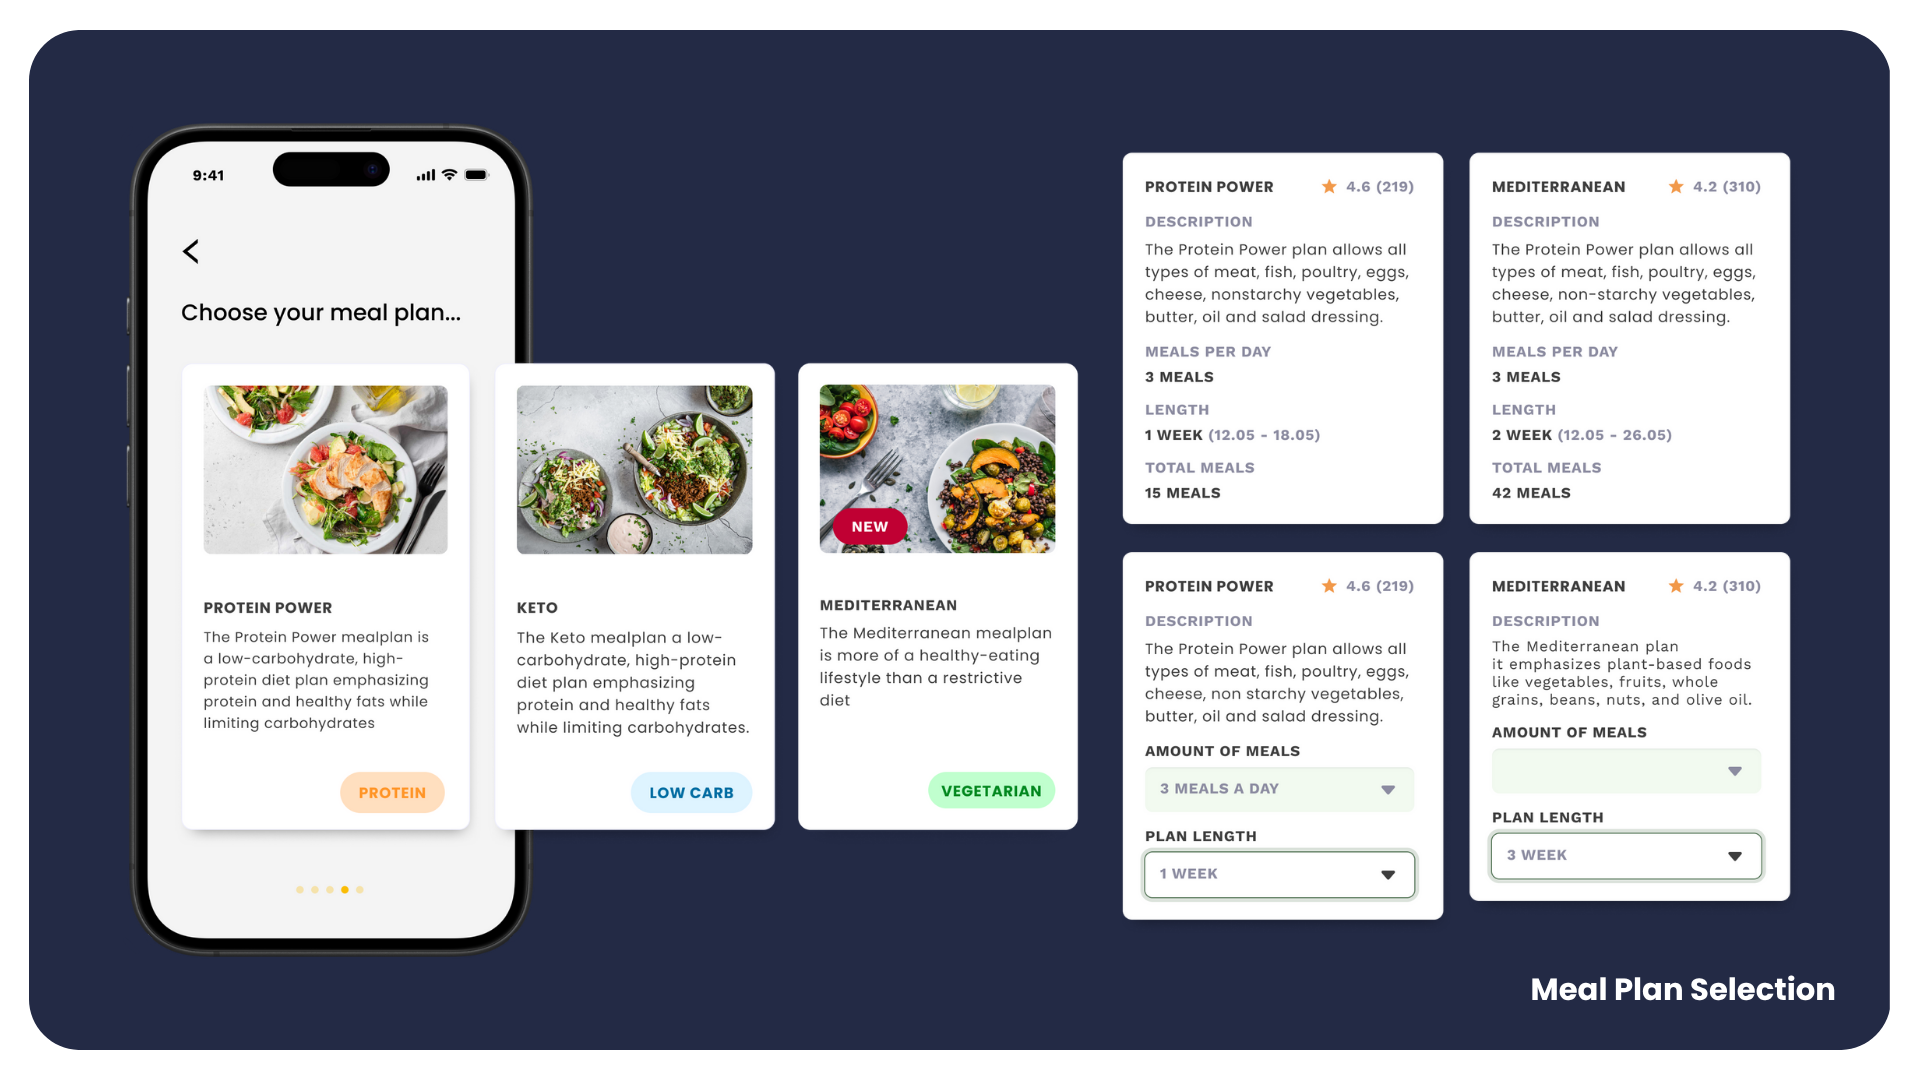 9:41
Choose your meal plan...
PROTEIN POWER
The Protein Power mealplan is
a low-carbohydrate, high-
protein diet plan emphasizing
protein and healthy fats while
limiting carbohydrates
PROTEIN
KETO
The Keto mealplan a low-
carbohydrate, high-protein
diet plan emphasizing
protein and healthy fats
while limiting carbohydrates.
LOW CARB
NEW
MEDITERRANEAN
The Mediterranean mealplan
is more of a healthy-eating
lifestyle than a restrictive
diet
VEGETARIAN
PROTEIN POWER 4.6 (219)
DESCRIPTION
The Protein Power plan allows all
types of meat, fish, poultry, eggs,
cheese, nonstarchy vegetables,
butter, oil and salad dressing.
MEALS PER DAY
3 MEALS
LENGTH
1 WEEK (12.05 - 18.05)
TOTAL MEALS
15 MEALS
MEDITERRANEAN 4.2 (310)
DESCRIPTION
The Protein Power plan allows all
types of meat, fish, poultry, eggs,
cheese, non-starchy vegetables,
butter, oil and salad dressing.
MEALS PER DAY
3 MEALS
LENGTH
2 WEEK (12.05 - 26.05)
TOTAL MEALS
42 MEALS
PROTEIN POWER 4.6 (219)
DESCRIPTION
The Protein Power plan allows all
types of meat, fish, poultry, eggs,
cheese, non starchy vegetables,
butter, oil and salad dressing.
AMOUNT OF MEALS
3 MEALS A DAY
PLAN LENGTH
1 WEEK
MEDITERRANEAN 4.2 (310)
DESCRIPTION
The Mediterranean plan
it emphasizes plant-based foods
like vegetables, fruits, whole
grains, beans, nuts, and olive oil.
AMOUNT OF MEALS
PLAN LENGTH
3 WEEK
Meal Plan Selection